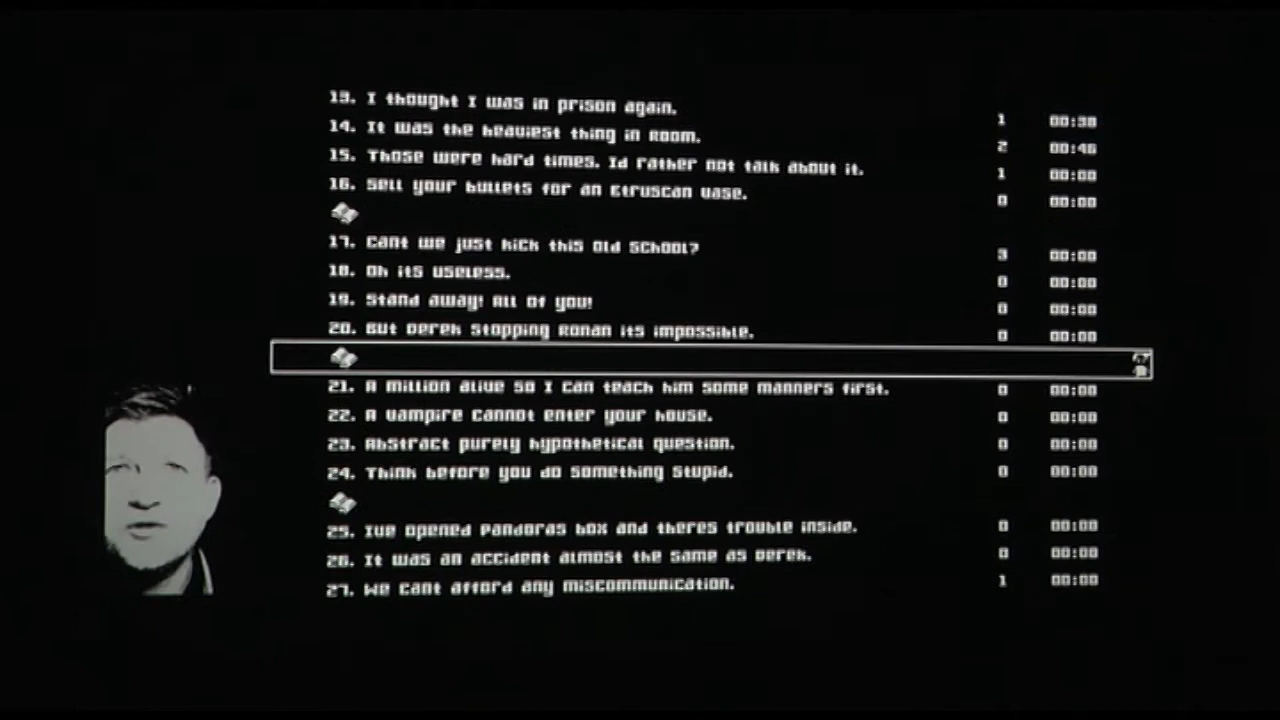 13. I thought I was in prison again. 1 00:38
14. It was the heaviest thing in Room. 2 00:46
15. Those were hard times. Id rather not talk about it. 1 00:00
16. Sell your bullets for an Etruscan vase. 0 00:00
17. Cant we just kick this old school? 3 00:00
18. Oh its useless. 0 00:00
19. Stand away! All of you! 0 00:00
20. But Derek stopping Ronan its impossible. 0 00:00
21. A million alive so I can teach him some manners first. 0 00:00
22. A vampire cannot enter your house. 0 00:00
23. Abstract purely hypothetical question. 0 00:00
24. Think before you do something stupid. 0 00:00
25. Ive opened Pandoras box and theres trouble inside. 0 00:00
26. It was an accident almost the same as Derek. 0 00:00
27. We cant afford any miscommunication. 1 00:00